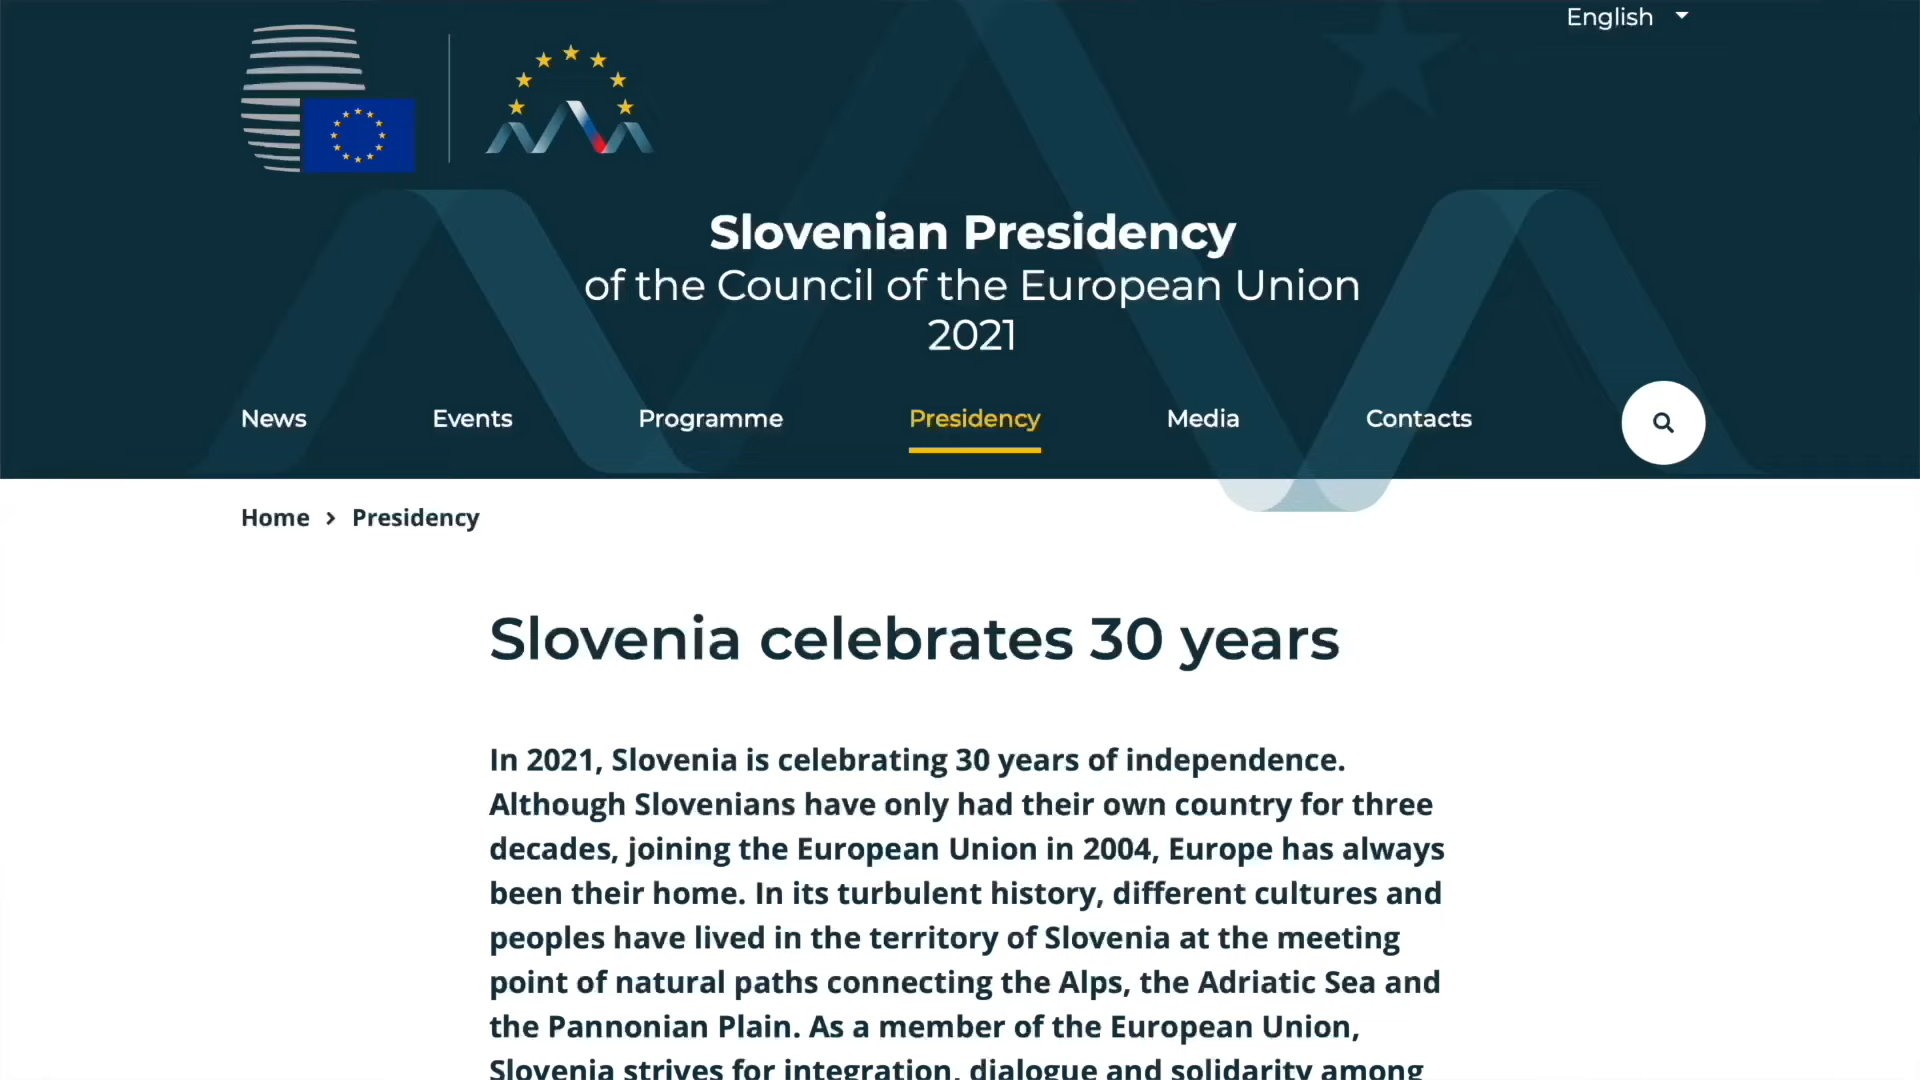 English
Slovenian Presidency
of the Council of the European Union
2021
News Events Programme Presidency Media Contacts
Home > Presidency
Slovenia celebrates 30 years
In 2021, Slovenia is celebrating 30 years of independence.
Although Slovenians have only had their own country for three
decades, joining the European Union in 2004, Europe has always
been their home. In its turbulent history, different cultures and
peoples have lived in the territory of Slovenia at the meeting
point of natural paths connecting the Alps, the Adriatic Sea and
the Pannonian Plain. As a member of the European Union,
Slovenia strives for integration, dialogue and solidarity among